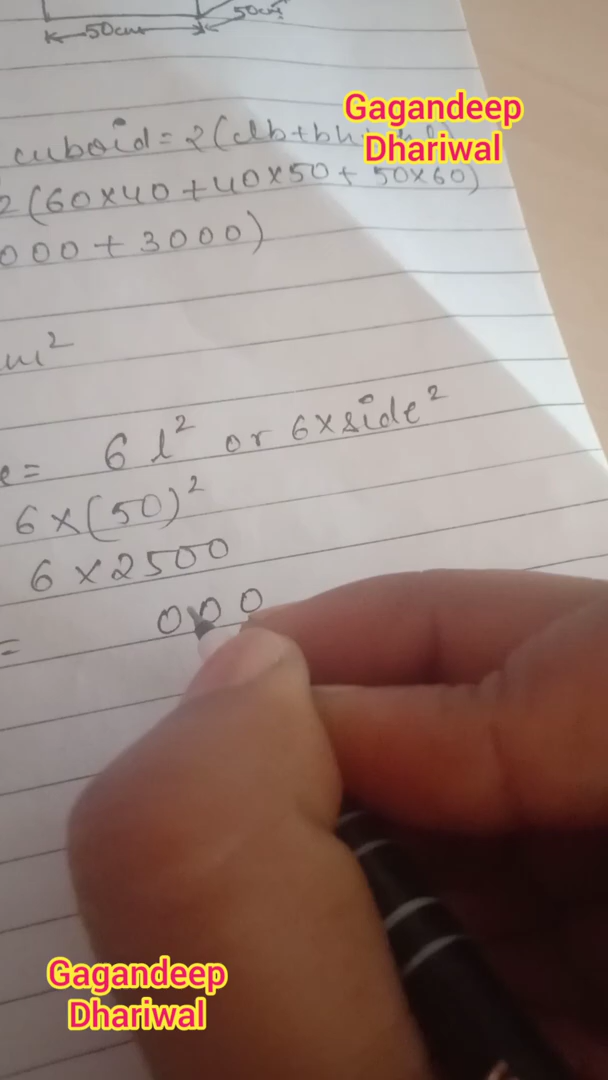 50cm
50cm
Gagandeep
Dhariwal
cuboid = 2(lb+bh
2(60×40 + 40×50 + 50×60)
000 + 3000)
m²
e = 6 l² or 6×side²
6×(50)²
6×2500
= 000
Gagandeep
Dhariwal